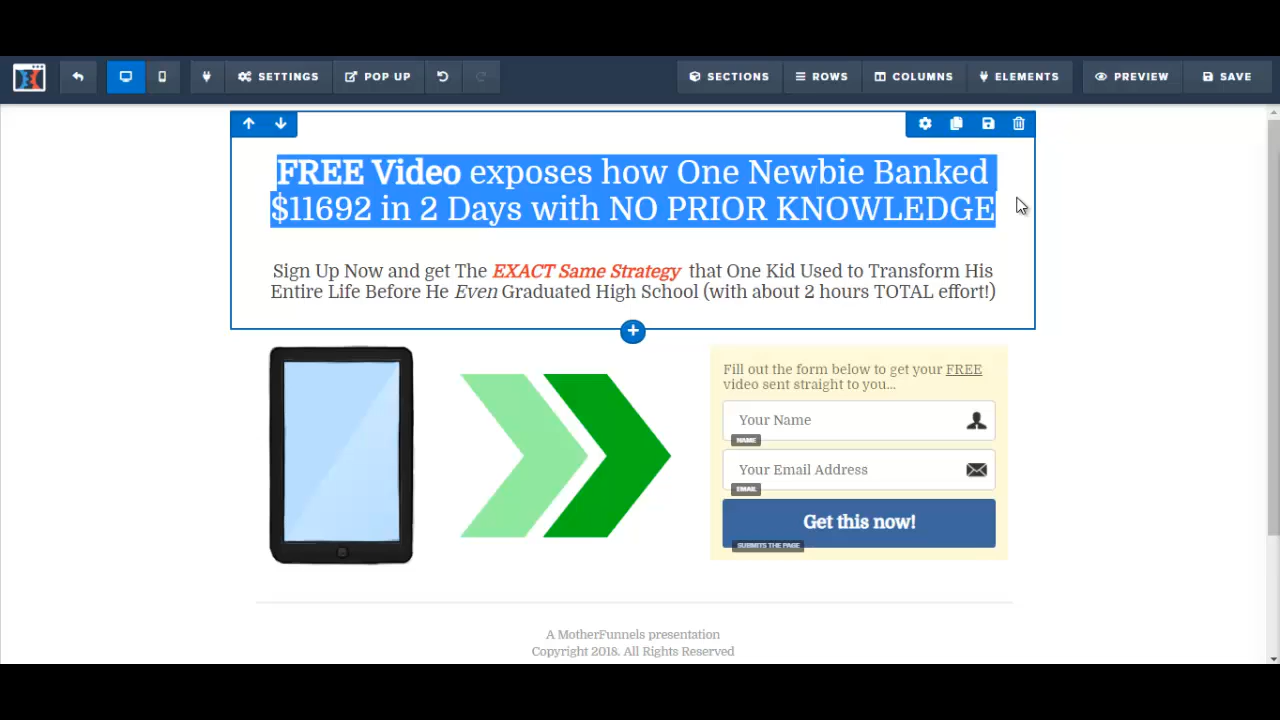 SETTINGS POP UP SECTIONS ROWS COLUMNS ELEMENTS PREVIEW SAVE
FREE Video exposes how One Newbie Banked
$11692 in 2 Days with NO PRIOR KNOWLEDGE
Sign Up Now and get The EXACT Same Strategy that One Kid Used to Transform His
Entire Life Before He Even Graduated High School (with about 2 hours TOTAL effort!)
Fill out the form below to get your FREE
video sent straight to you...
Your Name
NAME
Your Email Address
EMAIL
Get this now!
SUBMITS THE PAGE
A MotherFunnels presentation
Copyright 2018. All Rights Reserved